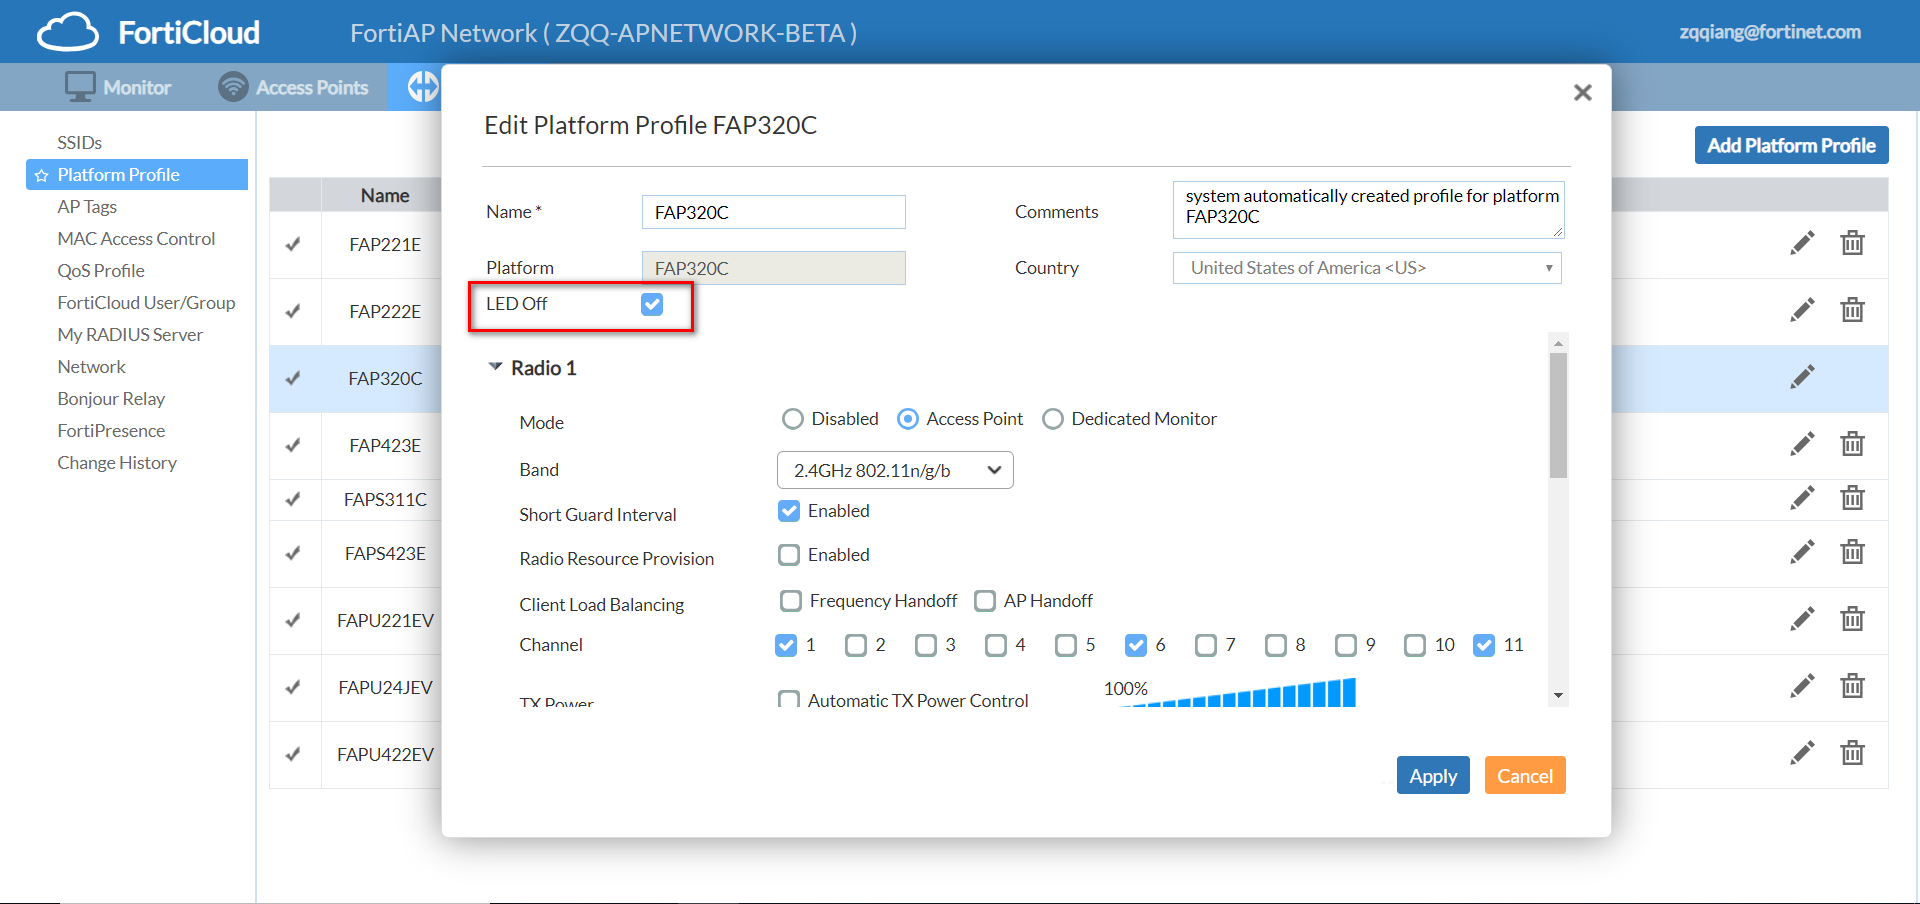 FortiCloud
FortiAP Network ( ZQQ-APNETWORK-BETA )
zqqiang@fortinet.com
Monitor
Access Points
SSIDs
Platform Profile
AP Tags
MAC Access Control
QoS Profile
FortiCloud User/Group
My RADIUS Server
Network
Bonjour Relay
FortiPresence
Change History
Add Platform Profile
Name
FAP221E
FAP222E
FAP320C
FAP423E
FAPS311C
FAPS423E
FAPU221EV
FAPU24JEV
FAPU422EV
Edit Platform Profile FAP320C
Name *
FAP320C
Comments
system automatically created profile for platform
FAP320C
Platform
FAP320C
Country
United States of America <US>
LED Off
Radio 1
Mode
Disabled
Access Point
Dedicated Monitor
Band
2.4GHz 802.11n/g/b
Short Guard Interval
Enabled
Radio Resource Provision
Enabled
Client Load Balancing
Frequency Handoff
AP Handoff
Channel
1 2 3 4 5 6 7 8 9 10 11
TX Power
Automatic TX Power Control
100%
Apply
Cancel